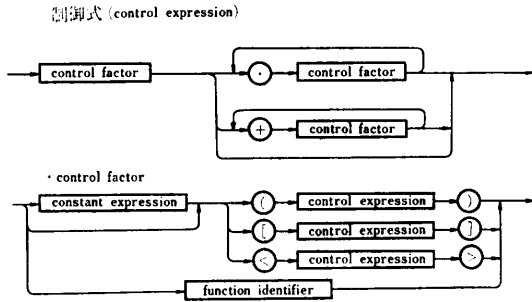 制御式 (control expression)
control factor
· control factor
+ control factor
· control factor
constant expression
( control expression )
[ control expression ]
< control expression >
function identifier